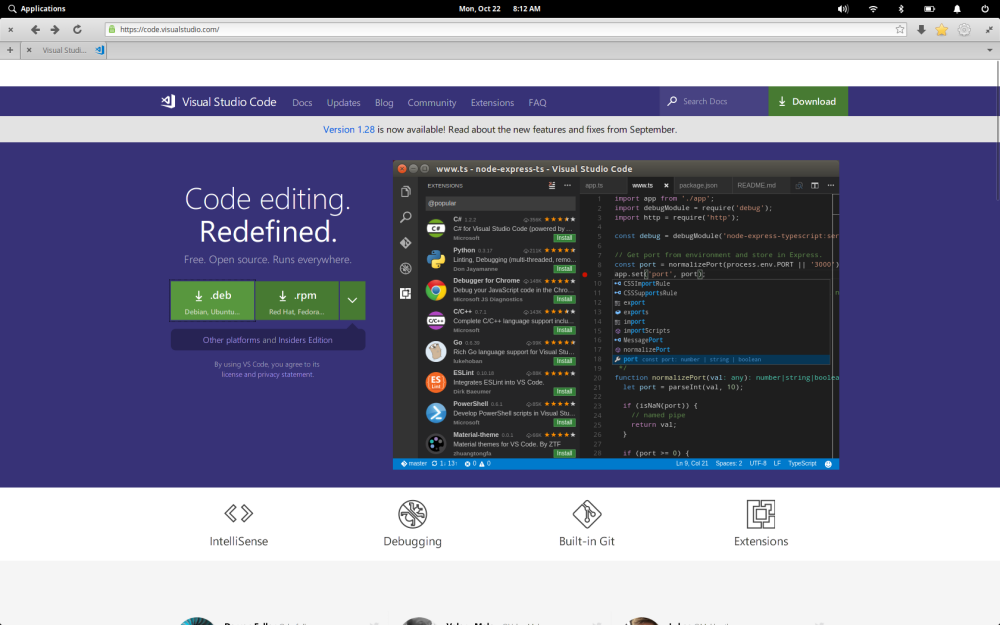 Applications
Mon, Oct 22 8:12 AM
https://code.visualstudio.com/
Visual Studi...
Visual Studio Code Docs Updates Blog Community Extensions FAQ
Search Docs
Download
Version 1.28 is now available! Read about the new features and fixes from September.
Code editing.
Redefined.
Free. Open source. Runs everywhere.
.deb
Debian, Ubuntu...
.rpm
Red Hat, Fedora...
Other platforms and Insiders Edition
By using VS Code, you agree to its
license and privacy statement.
www.ts - node-express-ts - Visual Studio Code
EXTENSIONS
@popular
C# 1.2.2
C# for Visual Studio Code (powered by ...
Microsoft
Install
Python
Linting, Debugging (multi-threaded, remo...
Don Jayamanne
Install
Debugger for Chrome
Debug your JavaScript code in the Chro...
Microsoft JS Diagnostics
Install
C/C++ 0.7.1
Complete C/C++ language support inclu...
Microsoft
Install
Go
Rich Go language support for Visual Stu...
lukehoban
Install
ESLint
Integrates ESLint into VS Code.
Dirk Baeumer
Install
PowerShell
Develop PowerShell scripts in Visual Stu...
Microsoft
Install
Material-theme
Material themes for VS Code. By ZTF
zhuangtongfa
Install
app.ts www.ts package.json README.md
1 import app from './app';
2 import debugModule = require('debug');
3 import http = require('http');
4
5 const debug = debugModule('node-express-typescript:ser
6
7 // Get port from environment and store in Express.
8 const port = normalizePort(process.env.PORT || '3000')
9 app.set('port', port);
10 CSSImportRule
11 CSSSupportsRule
12 export
13 exports
14 import
15 importScripts
16 MessagePort
17 normalizePort
18 port const port: number | string | boolean
19 */
20 function normalizePort(val: any): number|string|boolea
21 let port = parseInt(val, 10);
22
23 if (isNaN(port)) {
24 // named pipe
25 return val;
26 }
27
28 if (port >= 0) {
master 1↓ 13↑ 0 0
Ln 9, Col 21 Spaces: 2 UTF-8 LF TypeScript
IntelliSense
Debugging
Built-in Git
Extensions